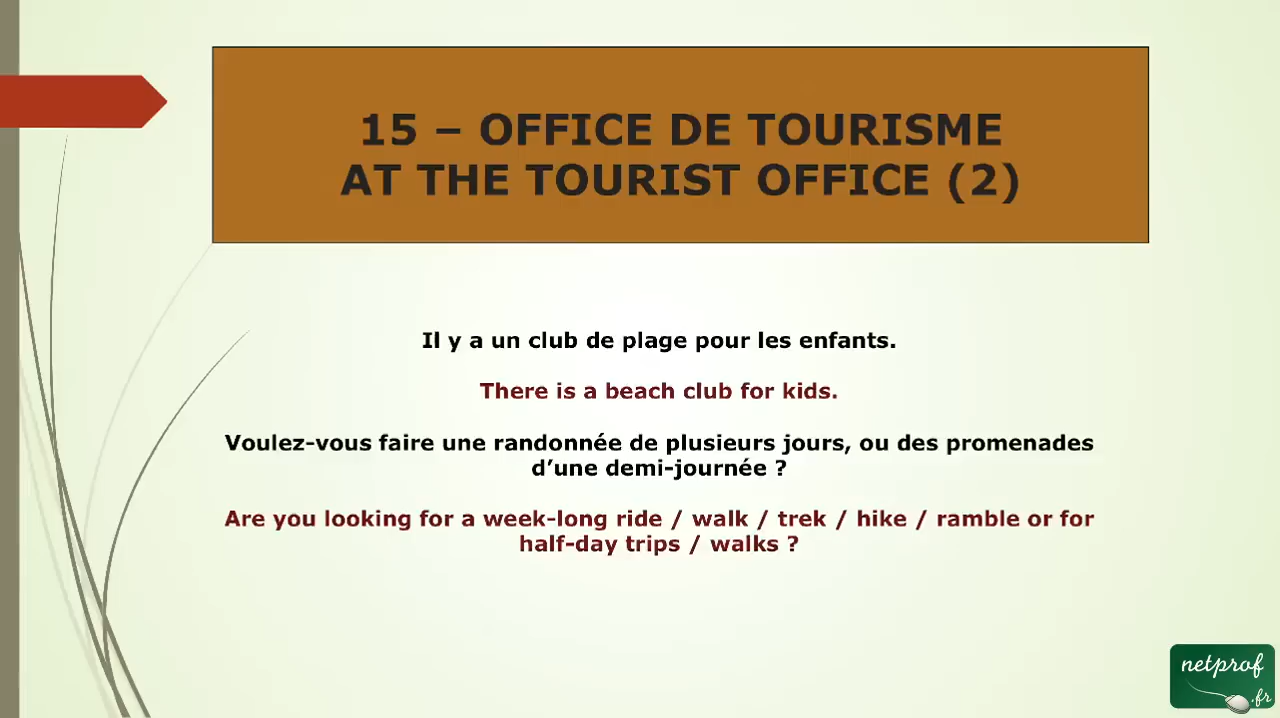 15 – OFFICE DE TOURISME
AT THE TOURIST OFFICE (2)
Il y a un club de plage pour les enfants.
There is a beach club for kids.
Voulez-vous faire une randonnée de plusieurs jours, ou des promenades
d’une demi-journée ?
Are you looking for a week-long ride / walk / trek / hike / ramble or for
half-day trips / walks ?
netprof
.fr